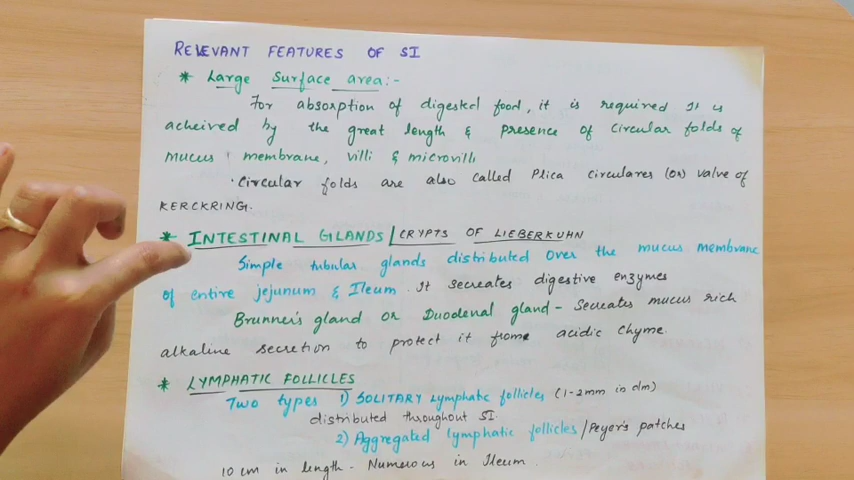 RELEVANT FEATURES OF SI
* Large Surface area:-
For absorption of digested food, it is required It is
acheived by the great length & presence of Circular folds of
mucus membrane, villi & microvilli
Circular folds are also called Plica circulares (or) valve of
KERCKRING.
* INTESTINAL GLANDS/CRYPTS OF LIEBERKUHN
Simple tubular glands distributed over the mucus membrane
of entire jejunum & Ileum. It secreates digestive enzymes
Brunner's gland or Duodenal gland - Secreates mucus rich
alkaline secretion to protect it frome acidic chyme.
* LYMPHATIC FOLLICLES
Two types 1) SOLITARY Lymphatic follicles (1-2mm in dm)
distributed throughout SI.
2) Aggregated lymphatic follicles/Peyer's patches
10 cm in length - Numerous in Ileum.